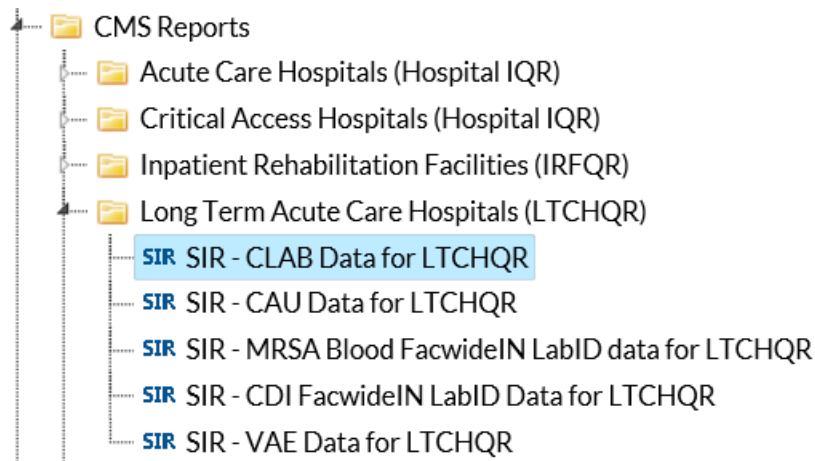 CMS Reports
Acute Care Hospitals (Hospital IQR)
Critical Access Hospitals (Hospital IQR)
Inpatient Rehabilitation Facilities (IRFQR)
Long Term Acute Care Hospitals (LTCHQR)
SIR SIR - CLAB Data for LTCHQR
SIR SIR - CAU Data for LTCHQR
SIR SIR - MRSA Blood FacwideIN LabID data for LTCHQR
SIR SIR - CDI FacwideIN LabID Data for LTCHQR
SIR SIR - VAE Data for LTCHQR